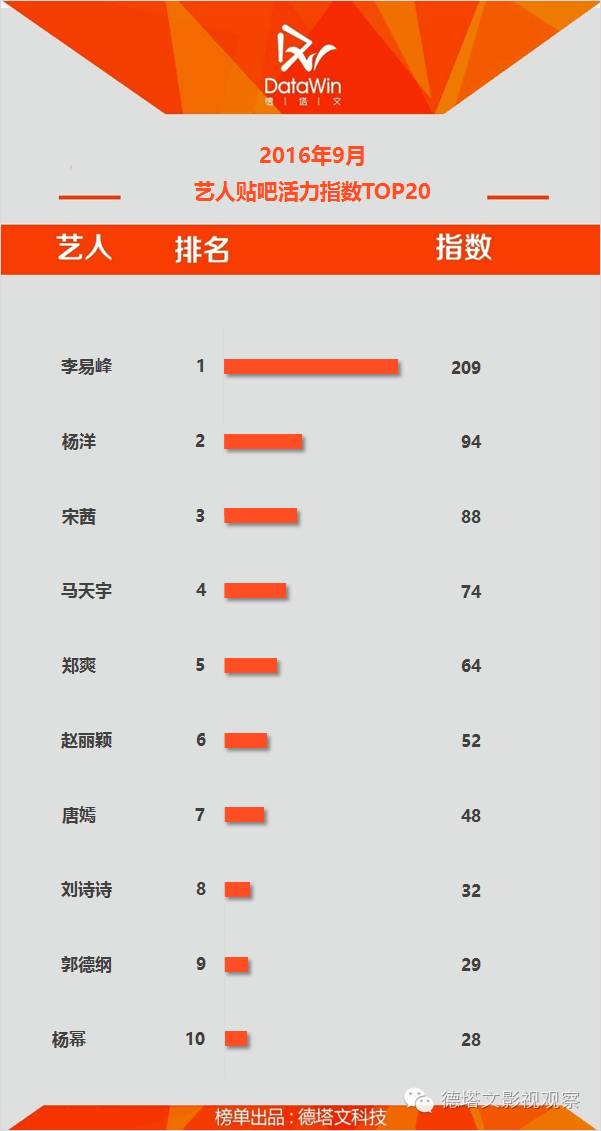 DataWin
德 | 塔 | 文
2016年9月
艺人贴吧活力指数TOP20
艺人 排名 指数
李易峰 1 209
杨洋 2 94
宋茜 3 88
马天宇 4 74
郑爽 5 64
赵丽颖 6 52
唐嫣 7 48
刘诗诗 8 32
郭德纲 9 29
杨幂 10 28
德塔文影视观察
榜单出品：德塔文科技